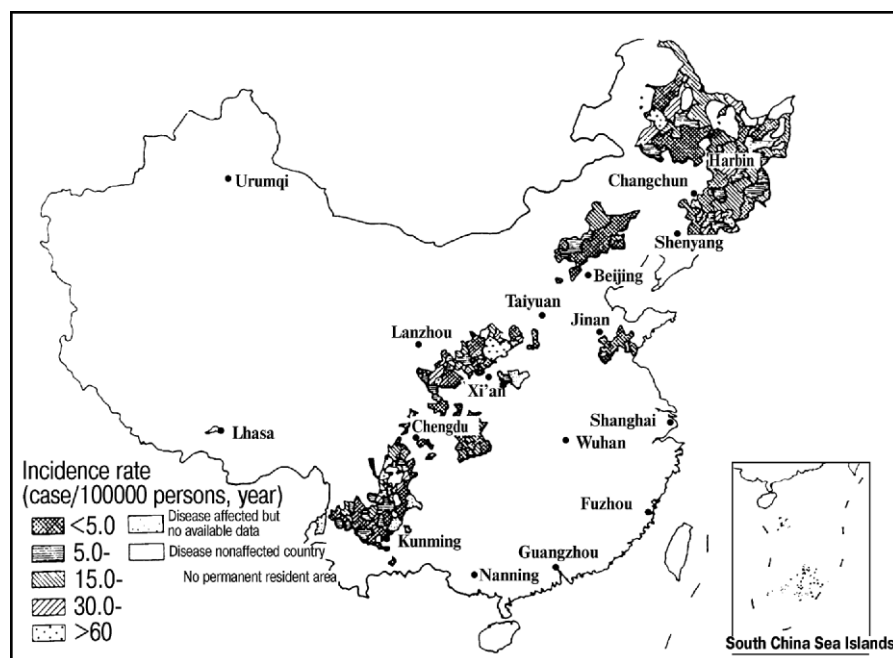 Urumqi
Harbin
Changchun
Shenyang
Beijing
Taiyuan
Jinan
Lanzhou
Xi'an
Chengdu
Shanghai
Lhasa
Wuhan
Incidence rate
(case/100000 persons, year)
<5.0
Disease affected but
no available data
5.0-
Disease nonaffected country
15.0-
No permanent resident area
30.0-
>60
Fuzhou
Kunming
Guangzhou
Nanning
South China Sea Islands